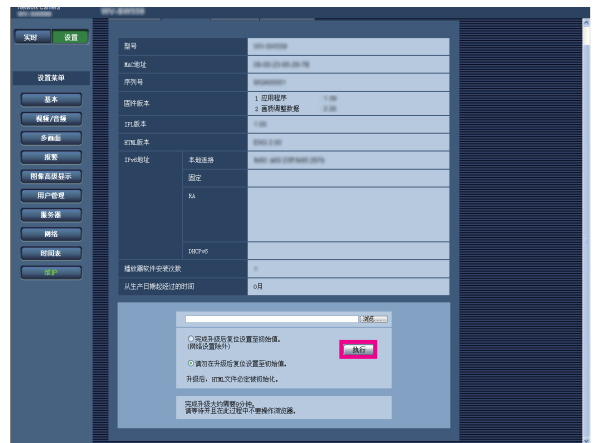 Network Camera
实时 设置
设置菜单
基本
视频/音频
多画面
报警
图像高级显示
用户管理
服务器
网络
时间表
维护
型号
MAC地址
序列号
固件版本 1 应用程序
2 画质调整数据
IPL版本
HTML版本
IPv6地址 本地连接
固定
RA
DHCPv6
播放器软件安装次数
从生产日期起经过的时间 0月
浏览...
完成升级后复位设置至初始值。
(网络设置除外)
执行
请勿在升级后复位设置至初始值。
升级后，HTML文件必定被初始化。
完成升级大约需要9分钟。
请等待并且在此过程中不要操作浏览器。